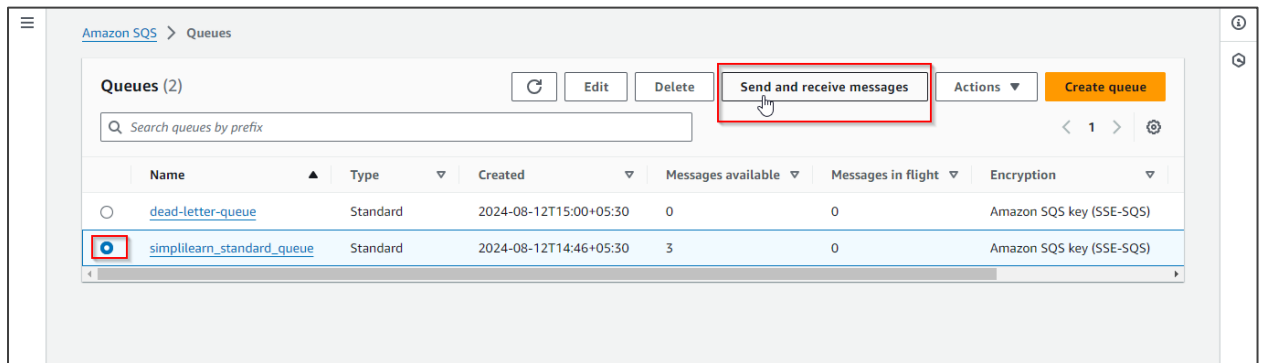 Amazon SQS > Queues
Queues (2)
Edit
Delete
Send and receive messages
Actions ▼
Create queue
Search queues by prefix
1
Name Type Created Messages available Messages in flight Encryption
dead-letter-queue Standard 2024-08-12T15:00+05:30 0 0 Amazon SQS key (SSE-SQS)
simplilearn_standard_queue Standard 2024-08-12T14:46+05:30 3 0 Amazon SQS key (SSE-SQS)